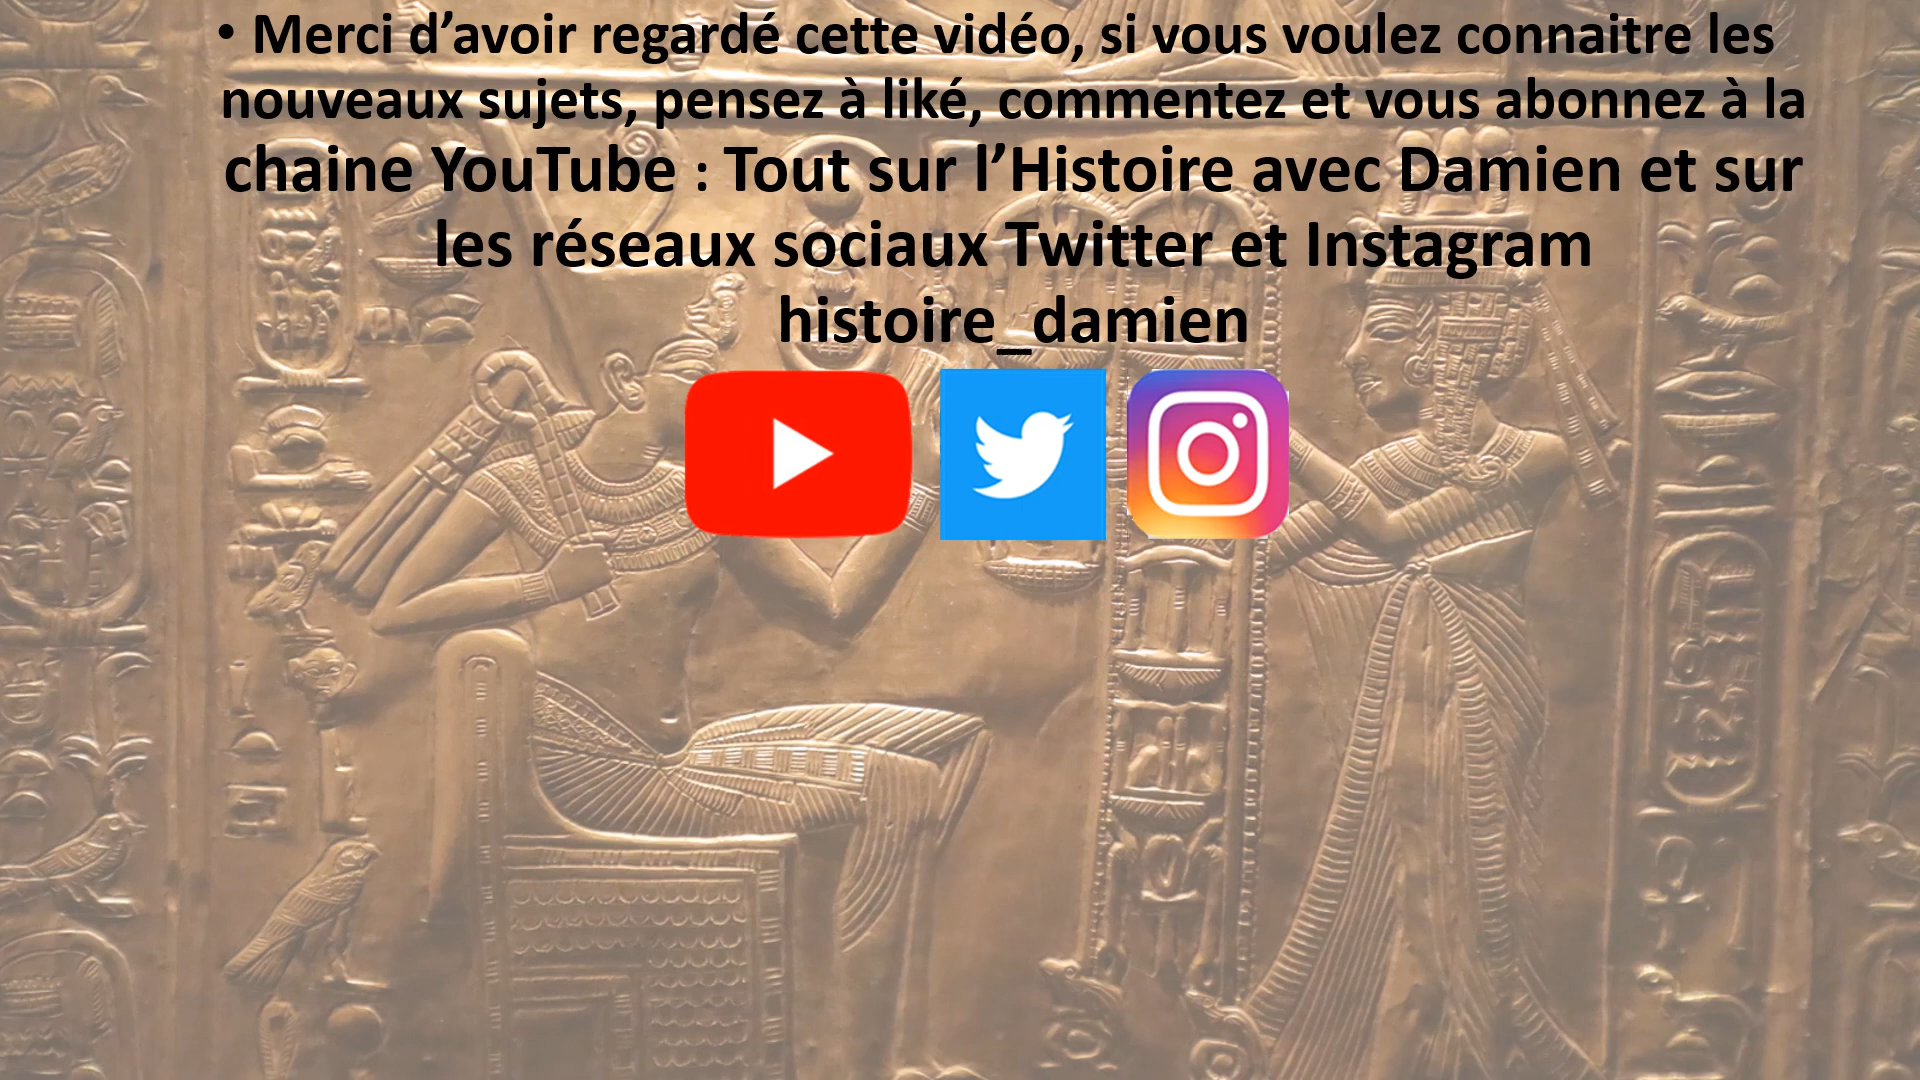 • Merci d’avoir regardé cette vidéo, si vous voulez connaitre les
nouveaux sujets, pensez à liké, commentez et vous abonnez à la
chaine YouTube : Tout sur l’Histoire avec Damien et sur
les réseaux sociaux Twitter et Instagram
histoire_damien